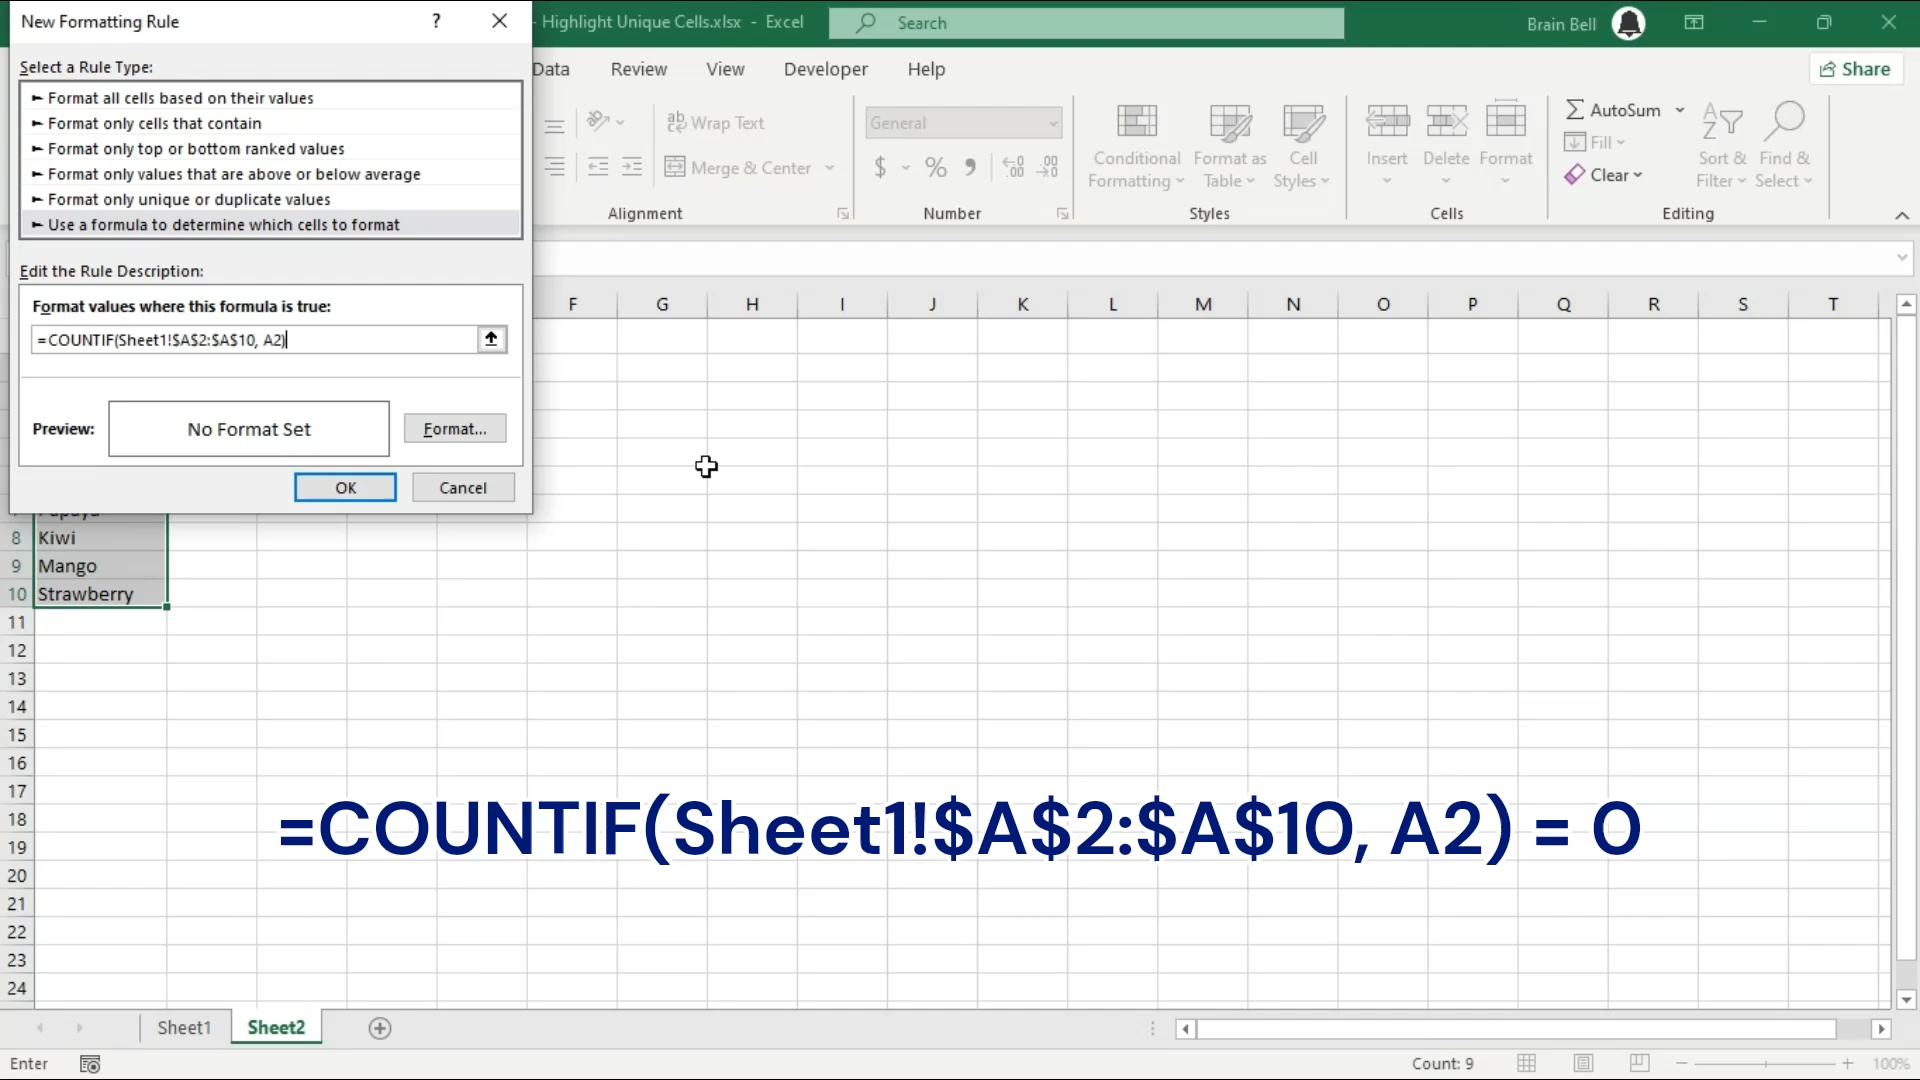 New Formatting Rule
?
- Highlight Unique Cells.xlsx - Excel
Search
Brain Bell
Select a Rule Type:
► Format all cells based on their values
► Format only cells that contain
► Format only top or bottom ranked values
► Format only values that are above or below average
► Format only unique or duplicate values
► Use a formula to determine which cells to format
Edit the Rule Description:
Format values where this formula is true:
=COUNTIF(Sheet1!$A$2:$A$10, A2)
Preview:
No Format Set
Format...
OK
Cancel
Data
Review
View
Developer
Help
Share
Wrap Text
Merge & Center
Alignment
General
$ % ,
Number
Conditional Formatting
Format as Table
Cell Styles
Styles
Insert
Delete
Format
Cells
AutoSum
Fill
Clear
Sort & Filter
Find & Select
Editing
F G H I J K L M N O P Q R S T
8 Kiwi
9 Mango
10 Strawberry
11
12
13
14
15
16
17
18
19
20
21
22
23
24
=COUNTIF(Sheet1!$A$2:$A$10, A2) = 0
Sheet1
Sheet2
Enter
Count: 9
100%